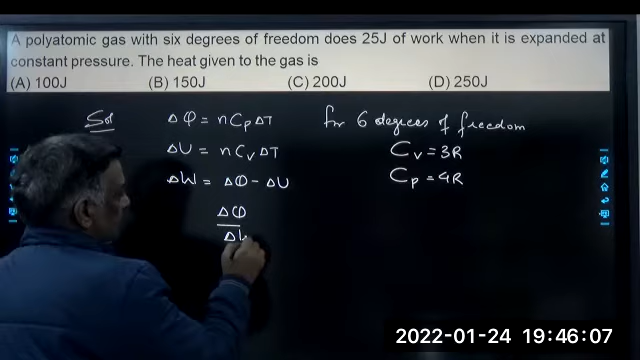 A polyatomic gas with six degrees of freedom does 25J of work when it is expanded at
constant pressure. The heat given to the gas is
(A) 100J (B) 150J (C) 200J (D) 250J
Sol ΔQ = nCpΔT for 6 degrees of freedom
ΔU = nCvΔT Cv = 3R
ΔW = ΔQ - ΔU Cp = 4R
ΔQ
Δ
2022-01-24 19:46:07